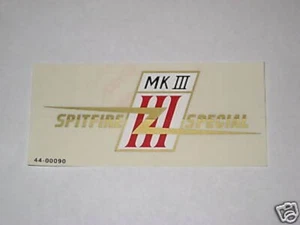 MK III
III
SPITFIRE SPECIAL
44-00090